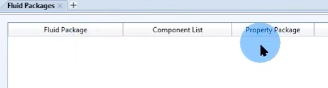 Fluid Packages × +
Fluid Package Component List Property Package